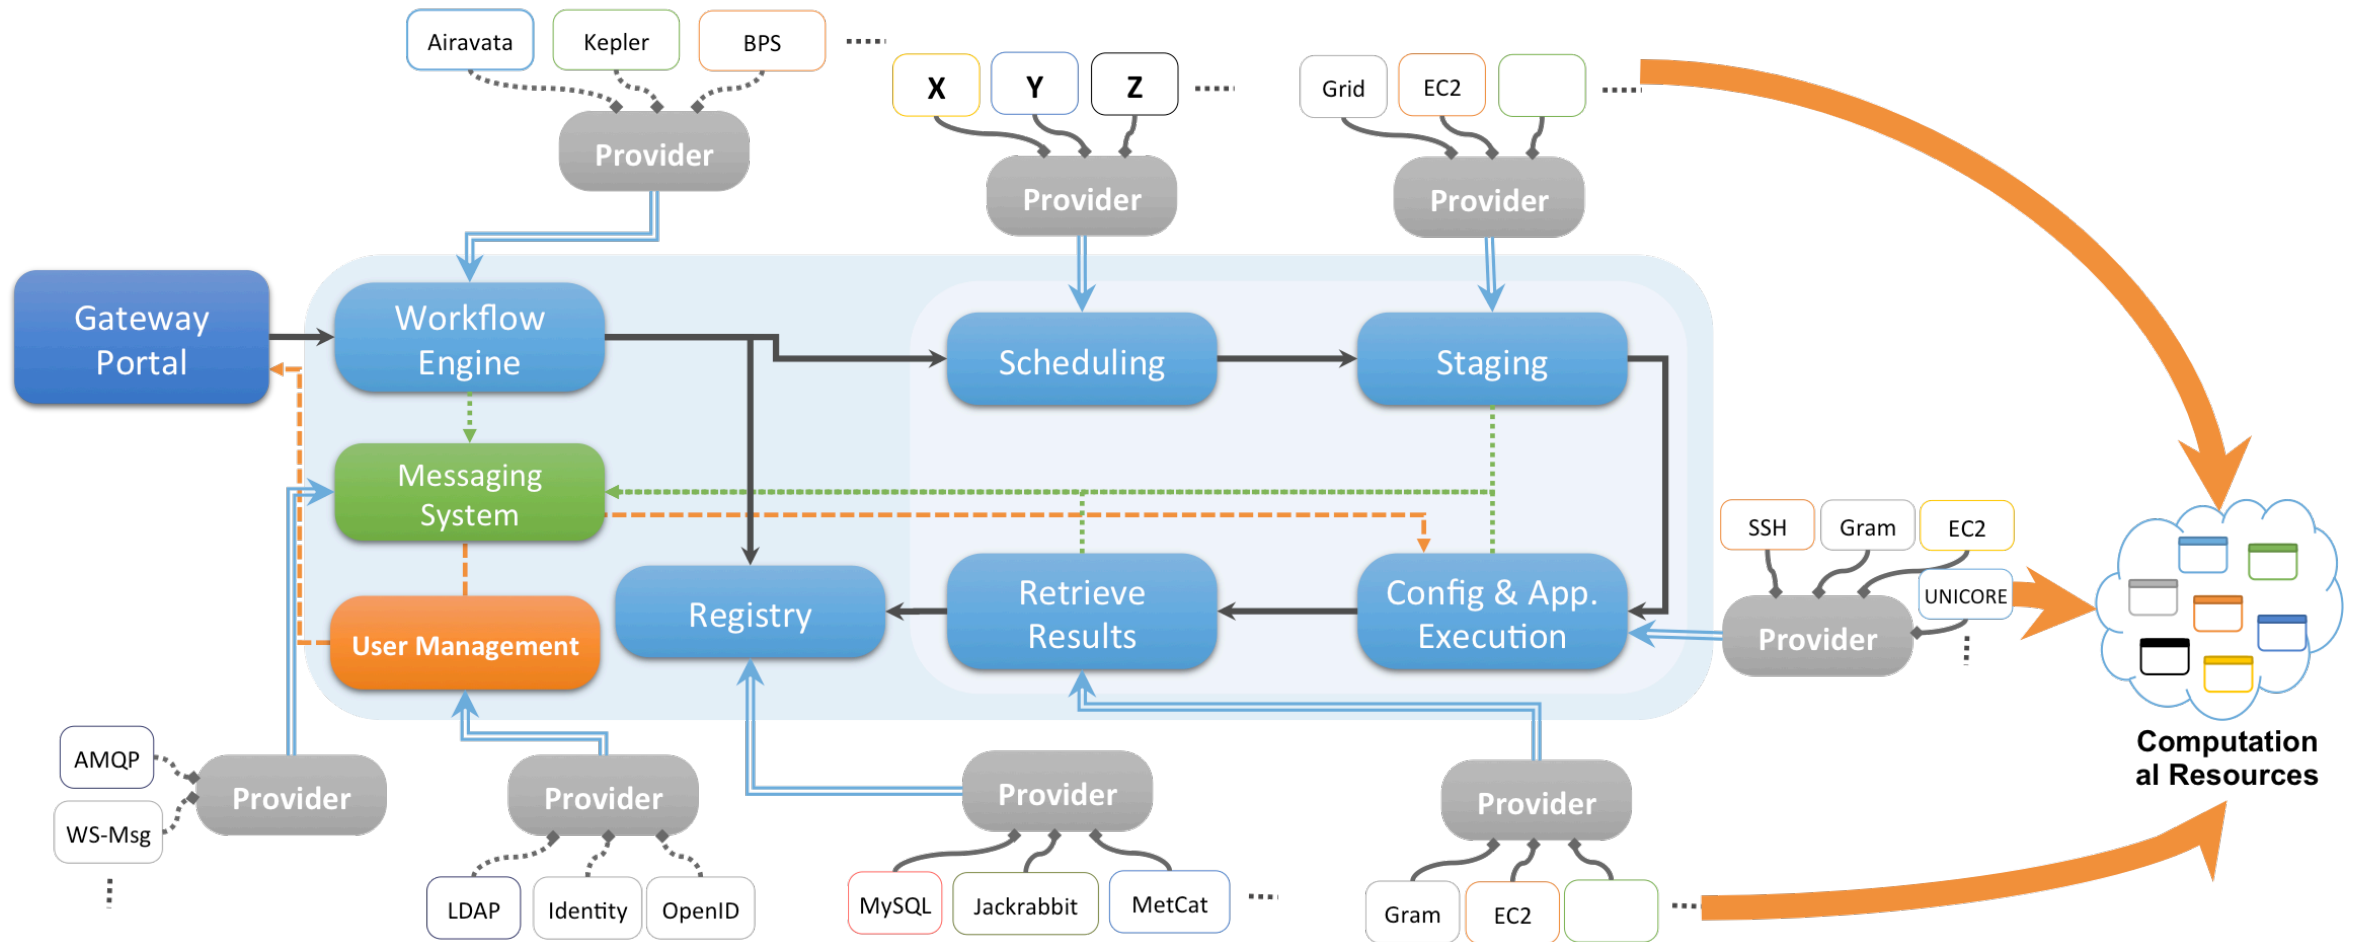 Airavata
Kepler
BPS
X
Y
Z
Grid
EC2
Provider
Provider
Provider
Gateway
Portal
Workflow
Engine
Scheduling
Staging
Messaging
System
SSH
Gram
EC2
UNICORE
Registry
Retrieve
Results
Config & App.
Execution
Provider
User Management
Computation
al Resources
AMQP
WS-Msg
Provider
Provider
Provider
Provider
LDAP
Identity
OpenID
MySQL
Jackrabbit
MetCat
Gram
EC2